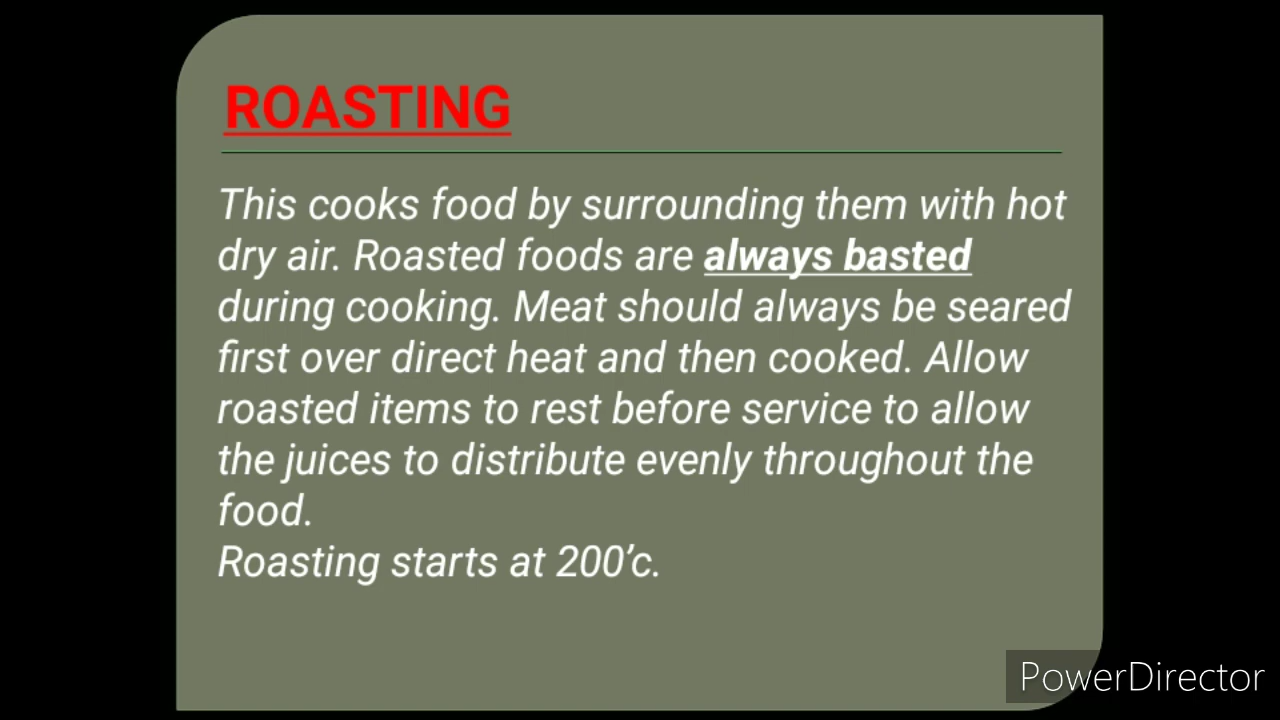 ROASTING
This cooks food by surrounding them with hot
dry air. Roasted foods are always basted
during cooking. Meat should always be seared
first over direct heat and then cooked. Allow
roasted items to rest before service to allow
the juices to distribute evenly throughout the
food.
Roasting starts at 200’c.
PowerDirector